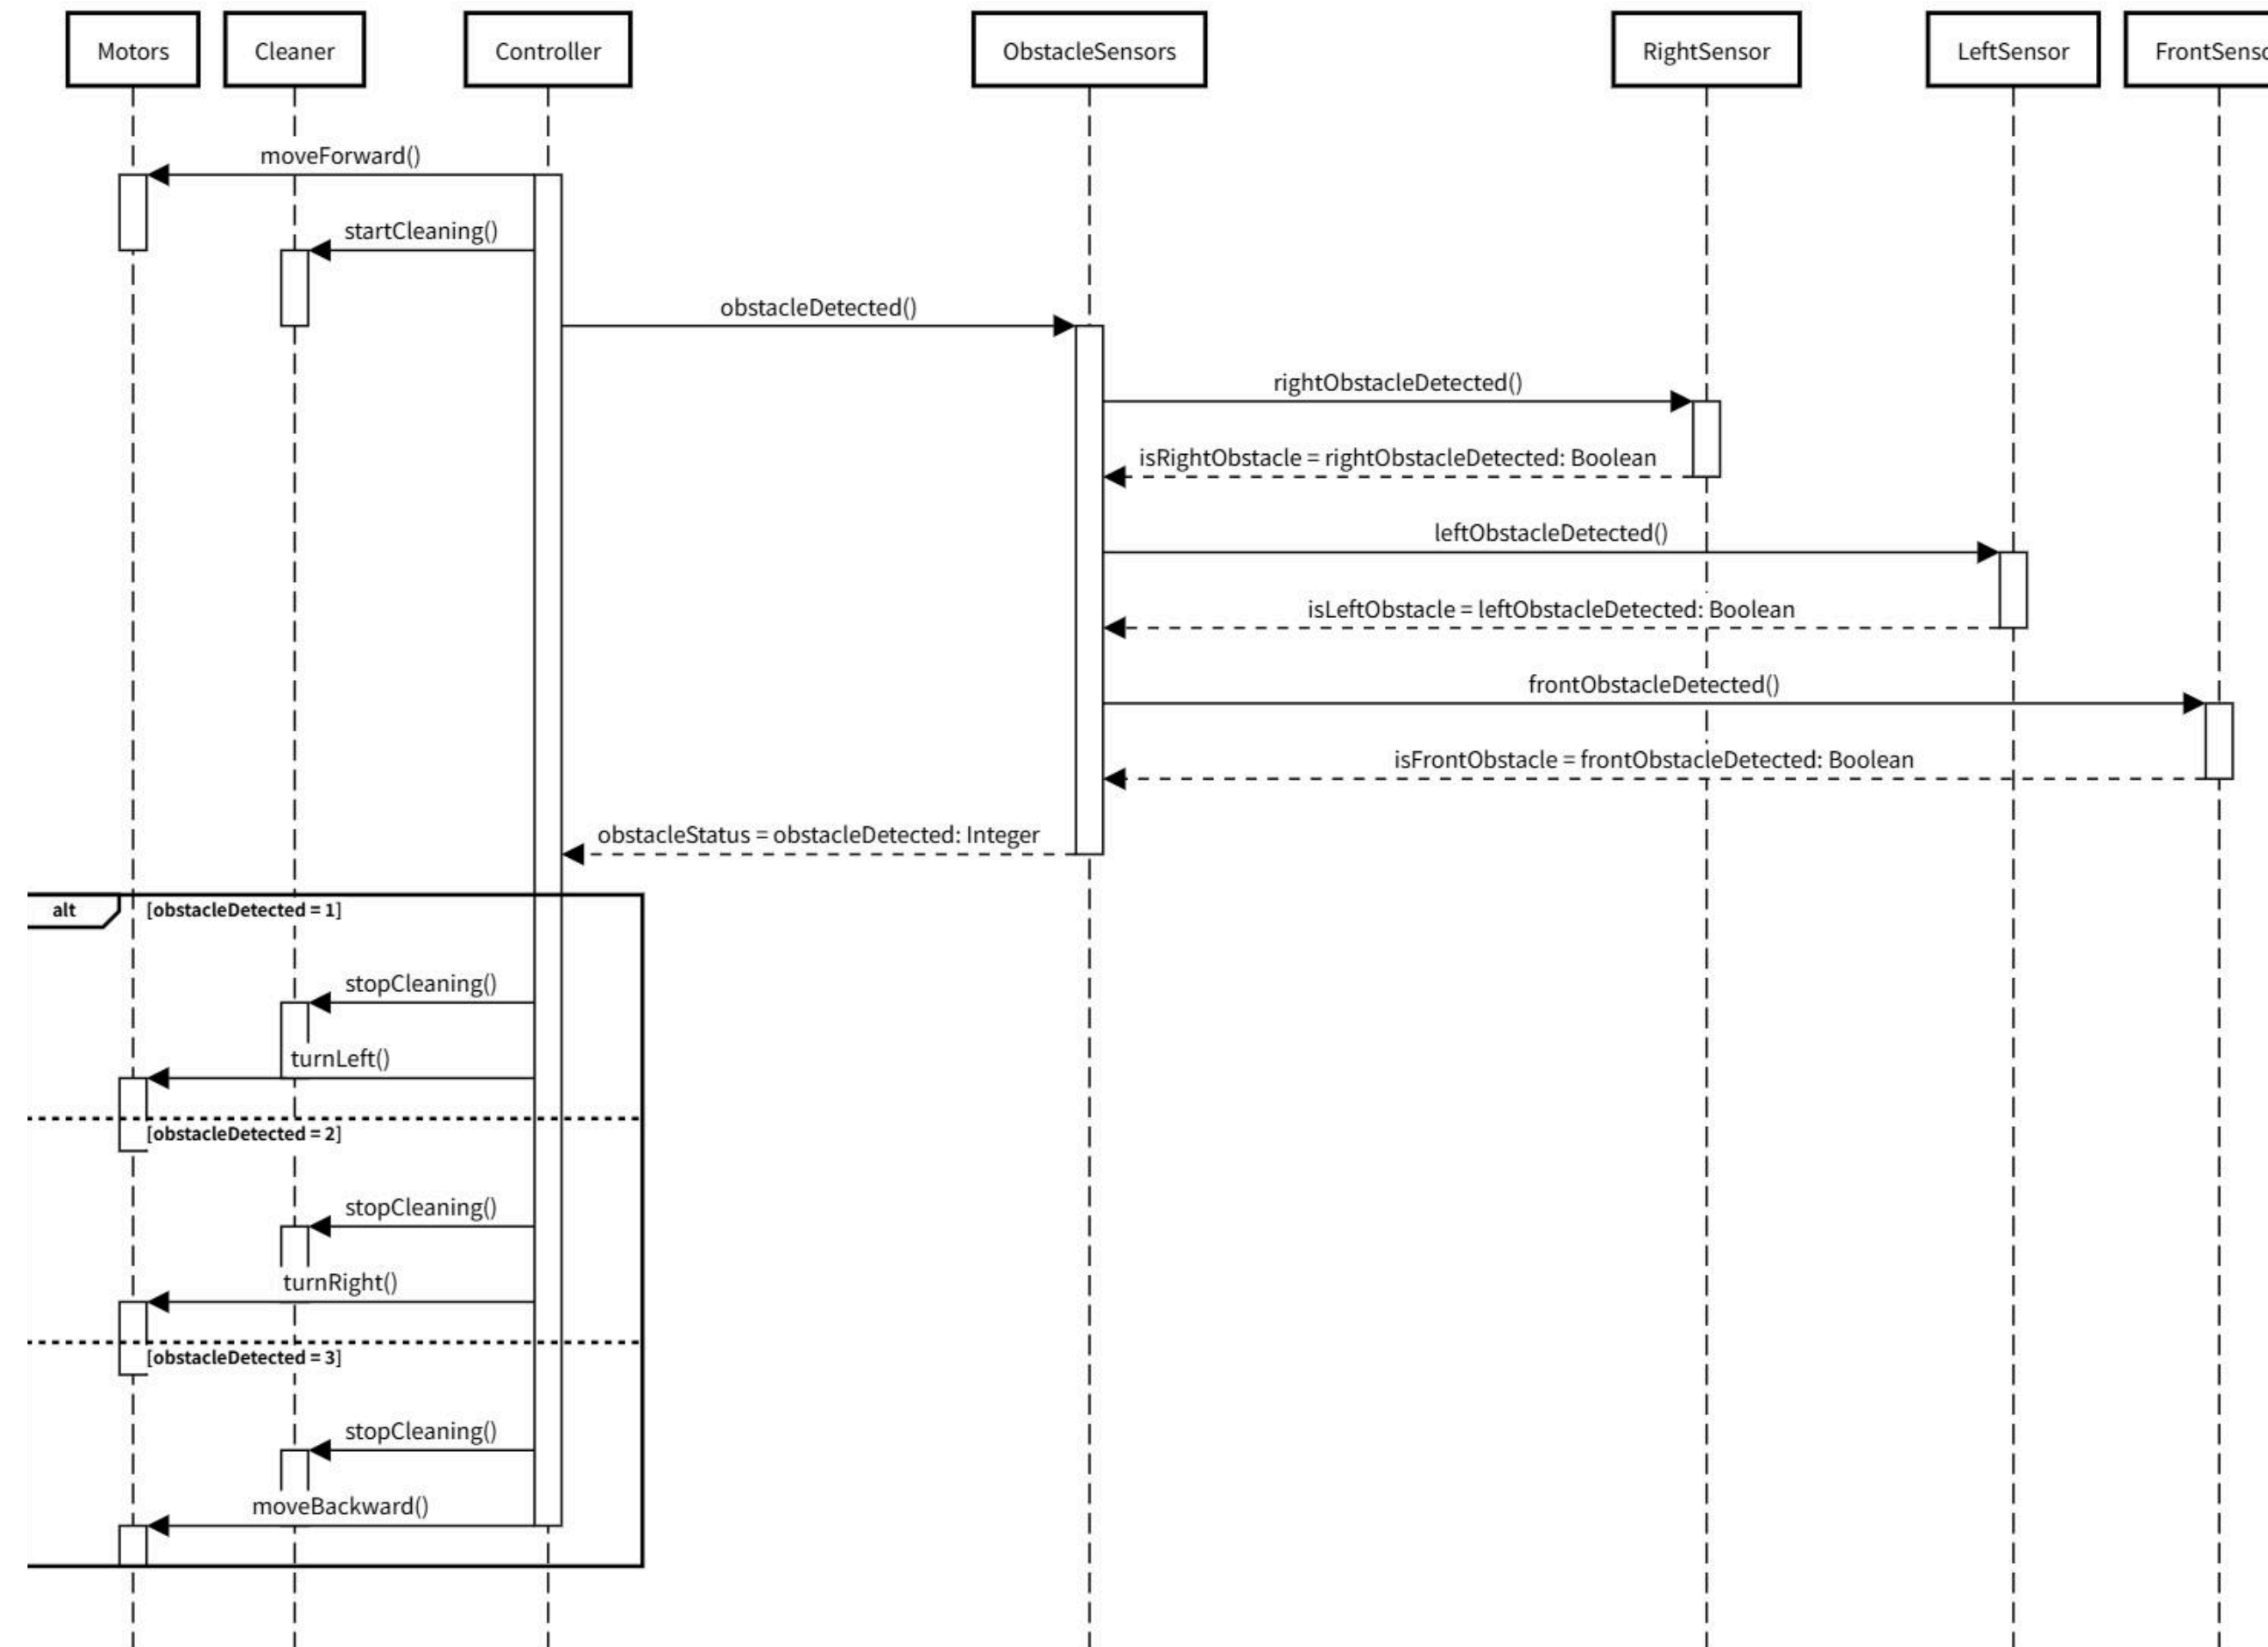 Motors
Cleaner
Controller
ObstacleSensors
RightSensor
LeftSensor
FrontSenso
moveForward()
startCleaning()
obstacleDetected()
rightObstacleDetected()
isRightObstacle = rightObstacleDetected: Boolean
leftObstacleDetected()
isLeftObstacle = leftObstacleDetected: Boolean
frontObstacleDetected()
isFrontObstacle = frontObstacleDetected: Boolean
obstacleStatus = obstacleDetected: Integer
alt [obstacleDetected = 1]
stopCleaning()
turnLeft()
[obstacleDetected = 2]
stopCleaning()
turnRight()
[obstacleDetected = 3]
stopCleaning()
moveBackward()